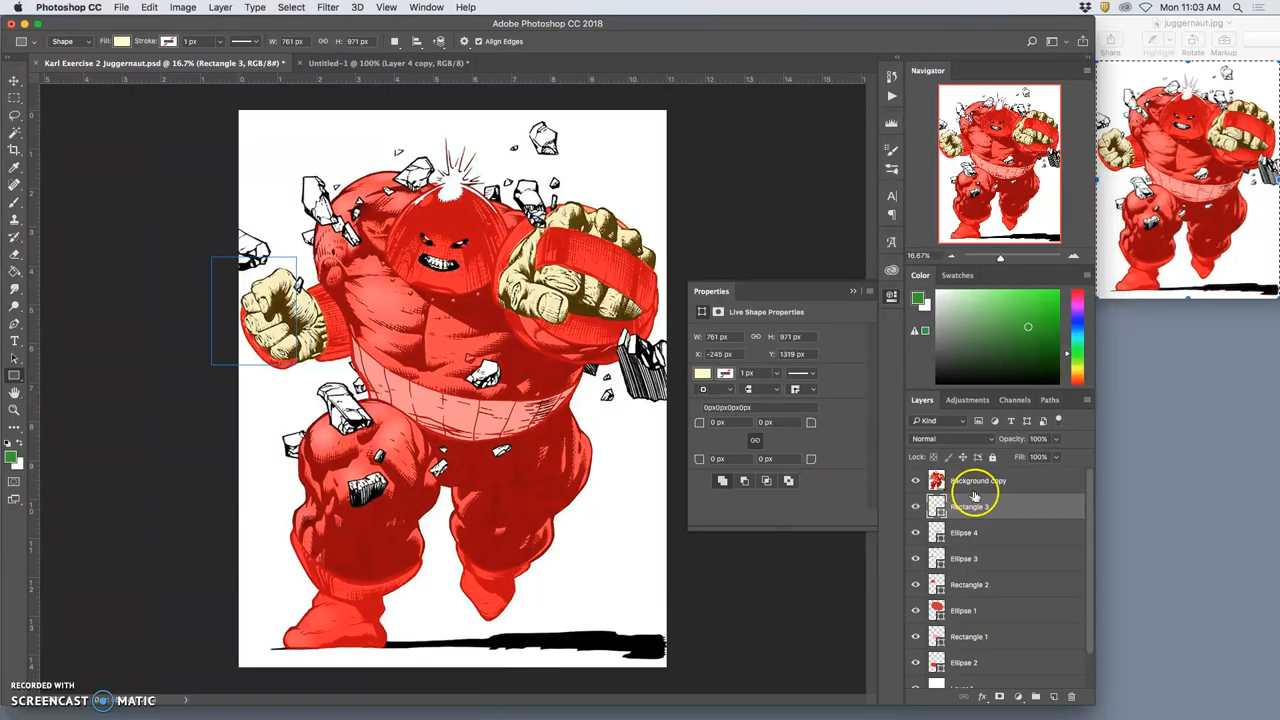 Photoshop CC File Edit Image Layer Type Select Filter 3D View Window Help Mon 11:03 AM
Adobe Photoshop CC 2018
juggernaut.jpg
Shape Fill: Stroke: 1 px W: 761 px H: 971 px Align Edges
Share Highlight Rotate Markup
Karl Exercise 2 Juggernaut.psd @ 16.7% (Rectangle 3, RGB/8#) * Untitled-1 @ 100% (Layer 4 copy, RGB/8) *
Navigator
16.67%
Color Swatches
Properties
Live Shape Properties
W: 761 px H: 971 px
X: -245 px Y: 1319 px
1 px
0px0px0px0px
0 px 0 px
0 px 0 px
Layers Adjustments Channels Paths
Kind
Normal Opacity: 100%
Lock: Fill: 100%
Background copy
Rectangle 3
Ellipse 4
Ellipse 3
Rectangle 2
Ellipse 1
Rectangle 1
Ellipse 2
RECORDED WITH
SCREENCAST MATIC